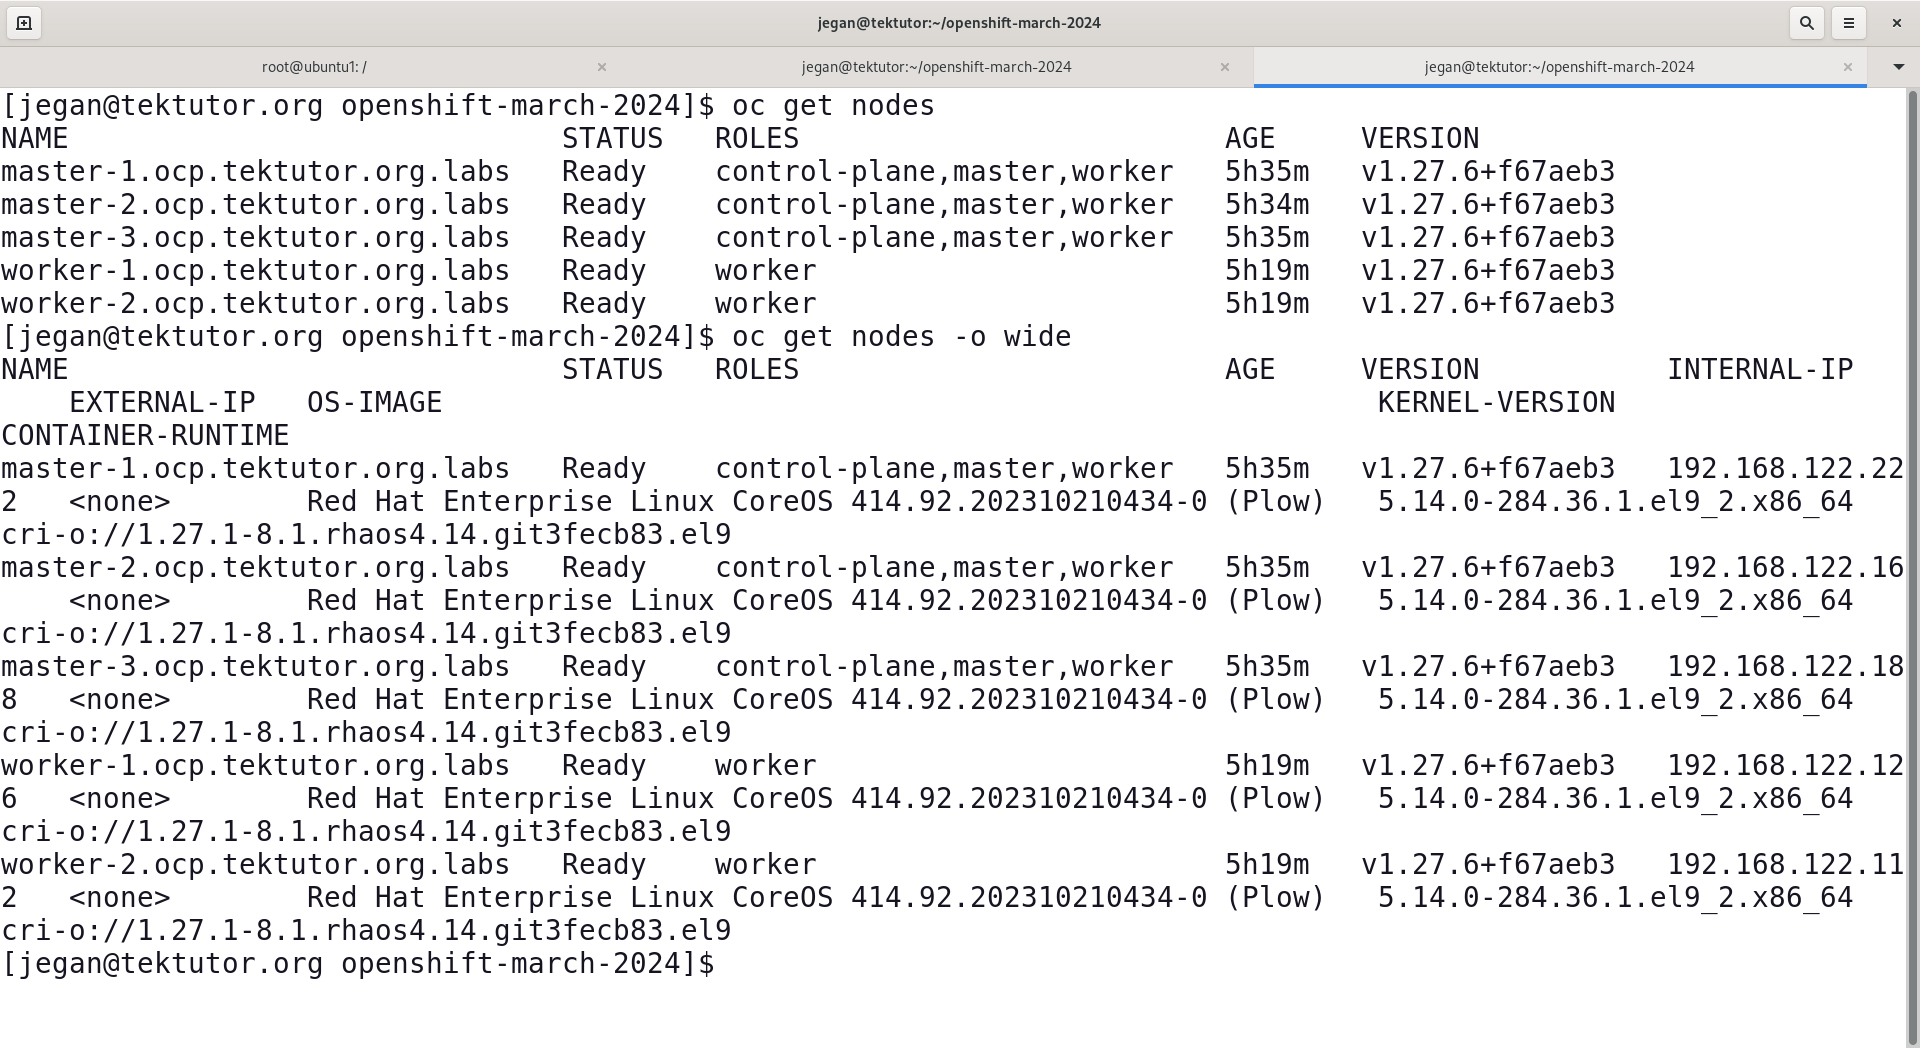 jegan@tektutor:~/openshift-march-2024
root@ubuntu1: /
jegan@tektutor:~/openshift-march-2024
jegan@tektutor:~/openshift-march-2024
[jegan@tektutor.org openshift-march-2024]$ oc get nodes
NAME                             STATUS   ROLES                         AGE     VERSION
master-1.ocp.tektutor.org.labs   Ready    control-plane,master,worker   5h35m   v1.27.6+f67aeb3
master-2.ocp.tektutor.org.labs   Ready    control-plane,master,worker   5h34m   v1.27.6+f67aeb3
master-3.ocp.tektutor.org.labs   Ready    control-plane,master,worker   5h35m   v1.27.6+f67aeb3
worker-1.ocp.tektutor.org.labs   Ready    worker                        5h19m   v1.27.6+f67aeb3
worker-2.ocp.tektutor.org.labs   Ready    worker                        5h19m   v1.27.6+f67aeb3
[jegan@tektutor.org openshift-march-2024]$ oc get nodes -o wide
NAME                             STATUS   ROLES                         AGE     VERSION           INTERNAL-IP
    EXTERNAL-IP   OS-IMAGE                                                       KERNEL-VERSION
CONTAINER-RUNTIME
master-1.ocp.tektutor.org.labs   Ready    control-plane,master,worker   5h35m   v1.27.6+f67aeb3   192.168.122.22
2   <none>        Red Hat Enterprise Linux CoreOS 414.92.202310210434-0 (Plow)   5.14.0-284.36.1.el9_2.x86_64
cri-o://1.27.1-8.1.rhaos4.14.git3fecb83.el9
master-2.ocp.tektutor.org.labs   Ready    control-plane,master,worker   5h35m   v1.27.6+f67aeb3   192.168.122.16
    <none>        Red Hat Enterprise Linux CoreOS 414.92.202310210434-0 (Plow)   5.14.0-284.36.1.el9_2.x86_64
cri-o://1.27.1-8.1.rhaos4.14.git3fecb83.el9
master-3.ocp.tektutor.org.labs   Ready    control-plane,master,worker   5h35m   v1.27.6+f67aeb3   192.168.122.18
8   <none>        Red Hat Enterprise Linux CoreOS 414.92.202310210434-0 (Plow)   5.14.0-284.36.1.el9_2.x86_64
cri-o://1.27.1-8.1.rhaos4.14.git3fecb83.el9
worker-1.ocp.tektutor.org.labs   Ready    worker                        5h19m   v1.27.6+f67aeb3   192.168.122.12
6   <none>        Red Hat Enterprise Linux CoreOS 414.92.202310210434-0 (Plow)   5.14.0-284.36.1.el9_2.x86_64
cri-o://1.27.1-8.1.rhaos4.14.git3fecb83.el9
worker-2.ocp.tektutor.org.labs   Ready    worker                        5h19m   v1.27.6+f67aeb3   192.168.122.11
2   <none>        Red Hat Enterprise Linux CoreOS 414.92.202310210434-0 (Plow)   5.14.0-284.36.1.el9_2.x86_64
cri-o://1.27.1-8.1.rhaos4.14.git3fecb83.el9
[jegan@tektutor.org openshift-march-2024]$